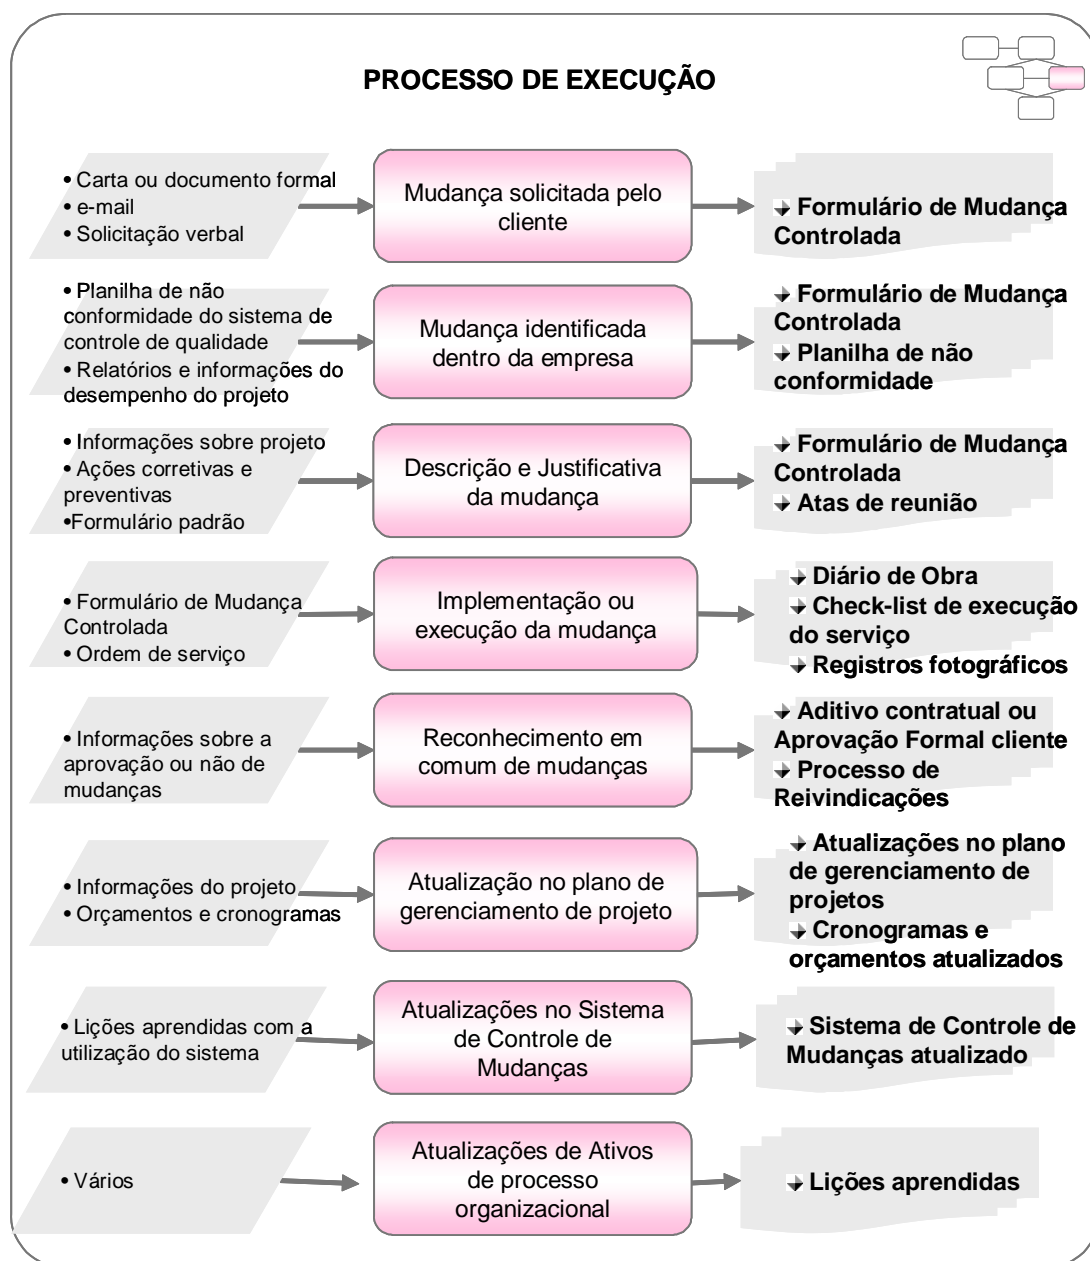 PROCESSO DE EXECUÇÃO
• Carta ou documento formal
• e-mail
• Solicitação verbal
Mudança solicitada pelo
cliente
Formulário de Mudança
Controlada
• Planilha de não
conformidade do sistema de
controle de qualidade
• Relatórios e informações do
desempenho do projeto
Mudança identificada
dentro da empresa
Formulário de Mudança
Controlada
Planilha de não
conformidade
• Informações sobre projeto
• Ações corretivas e
preventivas
•Formulário padrão
Descrição e Justificativa
da mudança
Formulário de Mudança
Controlada
Atas de reunião
• Formulário de Mudança
Controlada
• Ordem de serviço
Implementação ou
execução da mudança
Diário de Obra
Check-list de execução
do serviço
Registros fotográficos
• Informações sobre a
aprovação ou não de
mudanças
Reconhecimento em
comum de mudanças
Aditivo contratual ou
Aprovação Formal cliente
Processo de
Reivindicações
• Informações do projeto
• Orçamentos e cronogramas
Atualização no plano de
gerenciamento de projeto
Atualizações no plano
de gerenciamento de
projetos
Cronogramas e
orçamentos atualizados
• Lições aprendidas com a
utilização do sistema
Atualizações no Sistema
de Controle de
Mudanças
Sistema de Controle de
Mudanças atualizado
• Vários
Atualizações de Ativos
de processo
organizacional
Lições aprendidas